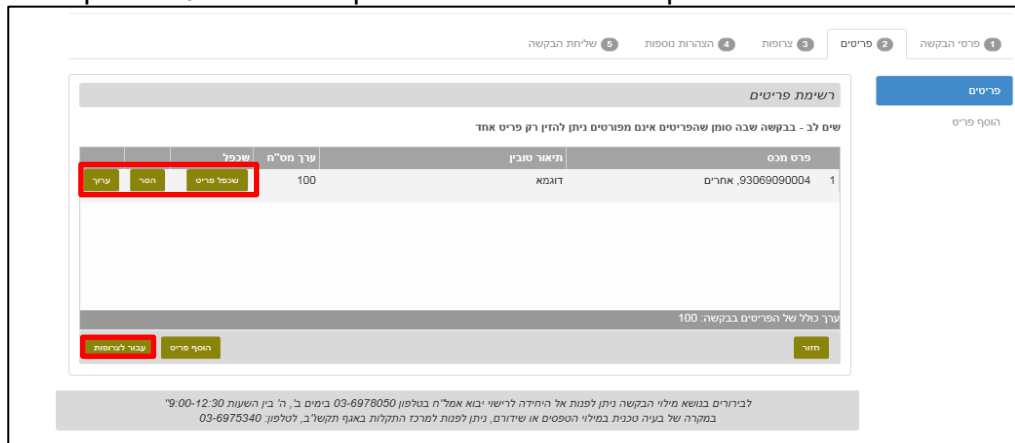 1 פרטי הבקשה 2 פריטים 3 צרופות 4 הצהרות נוספות 5 שליחת הבקשה
פריטים
הוסף פריט
רשימת פריטים
שים לב - בבקשה שבה סומן שהפריטים אינם מפורטים ניתן להזין רק פריט אחד
פרט מכס תיאור טובין ערך מט"ח שכפל
1 93069090004, אחרים דוגמא 100 שכפל פריט הסר ערוך
ערך כולל של הפריטים בבקשה: 100
חזור הוסף פריט עבור לצרופות
לבירורים בנושא מילוי הבקשה ניתן לפנות אל היחידה לרישוי יבוא אמל"ח בטלפון 03-6978050 בימים ב', ה' בין השעות 9:00-12:30"
במקרה של בעיה טכנית במילוי הטפסים או שידורם, ניתן לפנות למרכז התקלות באגף תקשו"ב, לטלפון: 03-6975340